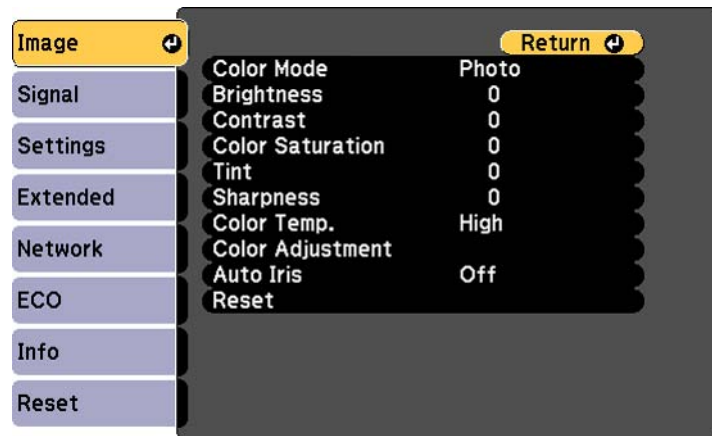 Image
Signal
Settings
Extended
Network
ECO
Info
Reset
Return
Color Mode Photo
Brightness 0
Contrast 0
Color Saturation 0
Tint 0
Sharpness 0
Color Temp. High
Color Adjustment
Auto Iris Off
Reset